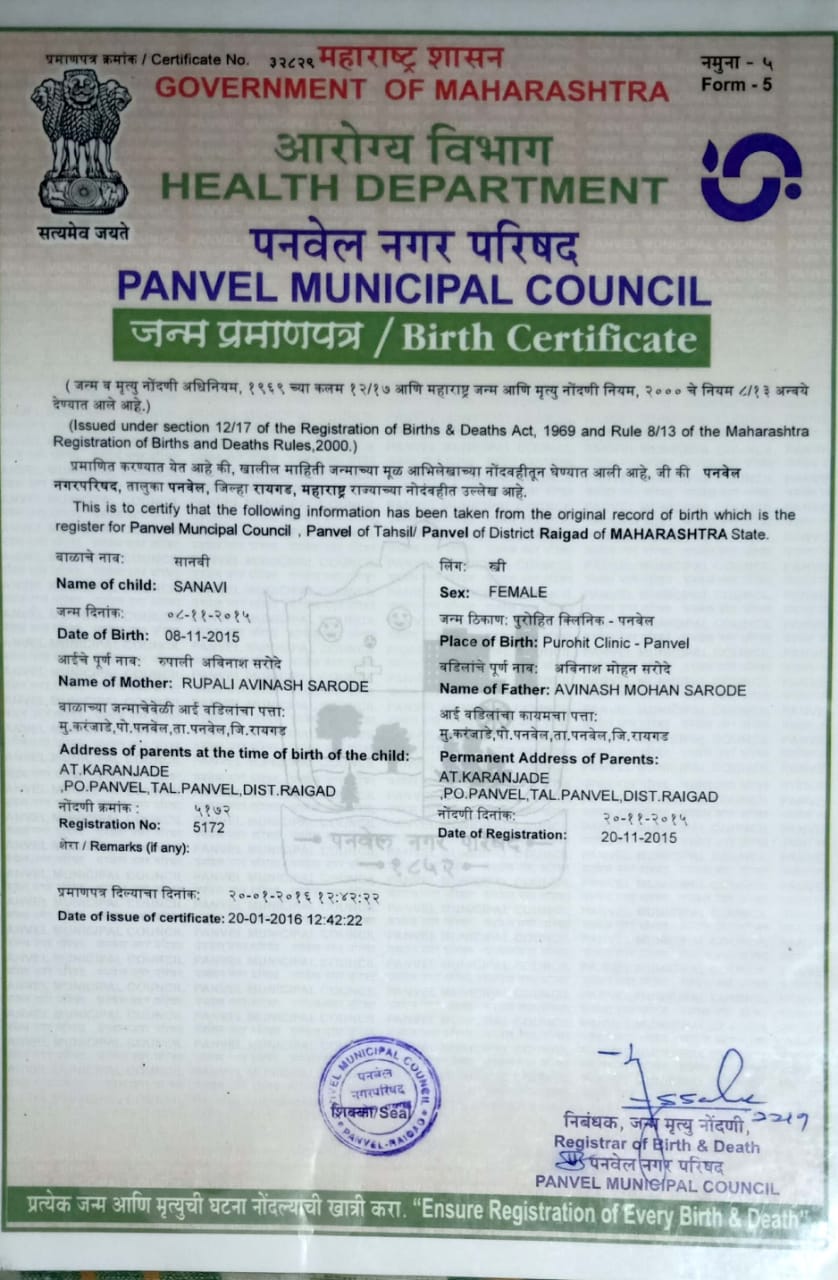 प्रमाणपत्र क्रमांक / Certificate No. ३२८२९ महाराष्ट्र शासन
नमुना - ५
GOVERNMENT OF MAHARASHTRA
Form - 5
आरोग्य विभाग
HEALTH DEPARTMENT
सत्यमेव जयते
पनवेल नगर परिषद
PANVEL MUNICIPAL COUNCIL
जन्म प्रमाणपत्र / Birth Certificate
( जन्म व मृत्यु नोंदणी अधिनियम, १९६९ च्या कलम १२/१७ आणि महाराष्ट्र जन्म आणि मृत्यु नोंदणी नियम, २००० चे नियम ८/१३ अन्वये
देण्यात आले आहे.)
(Issued under section 12/17 of the Registration of Births & Deaths Act, 1969 and Rule 8/13 of the Maharashtra
Registration of Births and Deaths Rules,2000.)
प्रमाणित करण्यात येत आहे की, खालील माहिती जन्माच्या मूळ आभिलेखाच्या नोंदवहीतून घेण्यात आली आहे, जी की पनवेल
नगरपरिषद, तालुका पनवेल, जिल्हा रायगड, महाराष्ट्र राज्याच्या नोदंवहीत उल्लेख आहे.
This is to certify that the following information has been taken from the original record of birth which is the
register for Panvel Muncipal Council , Panvel of Tahsil/ Panvel of District Raigad of MAHARASHTRA State.
बाळाचे नाब: सानवी
लिंग: स्त्री
Name of child: SANAVI
Sex: FEMALE
जन्म दिनांक: ०८-११-२०१५
जन्म ठिकाण: पुरोहित क्लिनिक - पनवेल
Date of Birth: 08-11-2015
Place of Birth: Purohit Clinic - Panvel
आईचे पूर्ण नाव: रुपाली अविनाश सरोदे
वडिलांचे पूर्ण नाव: अविनाश मोहन सरोदे
Name of Mother: RUPALI AVINASH SARODE
Name of Father: AVINASH MOHAN SARODE
बाळाच्या जन्माचेवेळी आई वडिलांचा पत्ता:
आई वडिलांचा कायमचा पत्ता:
मु.करंजाडे,पो.पनवेल,ता.पनवेल,जि.रायगड
मु.करंजाडे,पो.पनवेल,ता.पनवेल,जि.रायगड
Address of parents at the time of birth of the child:
Permanent Address of Parents:
AT.KARANJADE
AT.KARANJADE
,PO.PANVEL,TAL.PANVEL,DIST.RAIGAD
,PO.PANVEL,TAL.PANVEL,DIST.RAIGAD
नोंदणी क्रमांक : ५१७२
नोंदणी दिनांक: २०-११-२०१५
Registration No: 5172
Date of Registration: 20-11-2015
शेरा / Remarks (if any):
पनवेल नगर परिषद
१८५२
प्रमाणपत्र दिल्याचा दिनांक: २०-०१-२०१६ १२:४२:२२
Date of issue of certificate: 20-01-2016 12:42:22
PANVEL MUNICIPAL COUNCIL
पनवेल
नगरपरिषद
शिक्का/Seal
PANVEL-RAIGAD
निबंधक, जन्म मृत्यु नोंदणी,
Registrar of Birth & Death
पनवेल नगर परिषद
PANVEL MUNICIPAL COUNCIL
प्रत्येक जन्म आणि मृत्युची घटना नोंदल्याची खात्री करा. “Ensure Registration of Every Birth & Death”